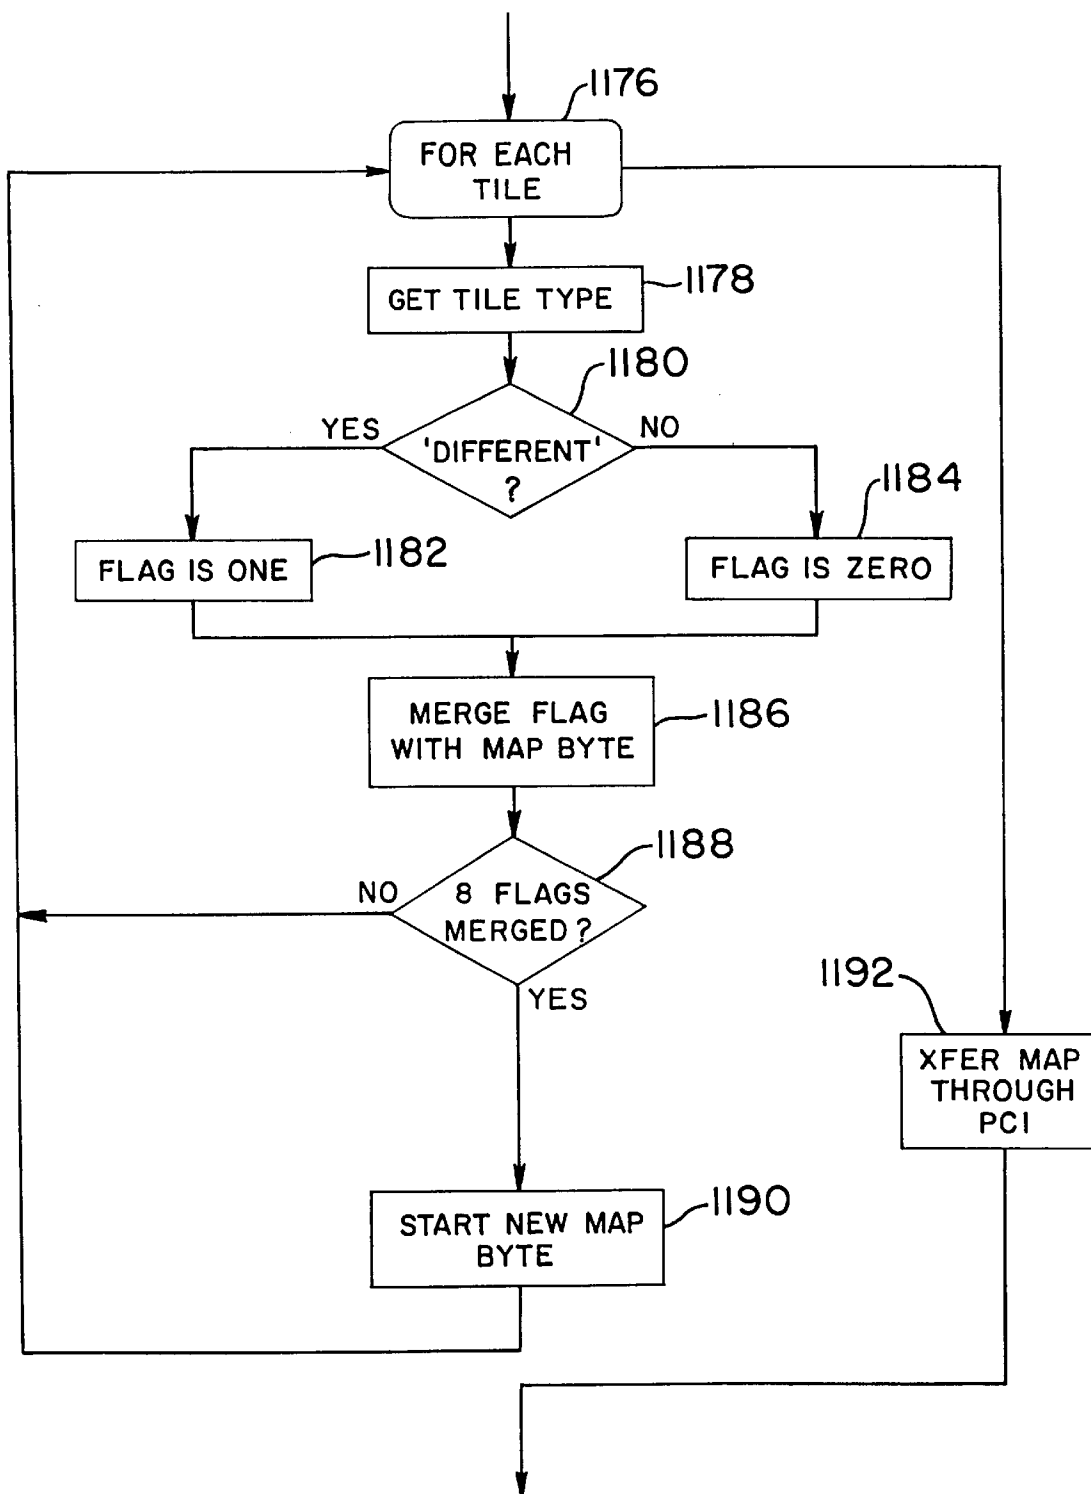 1176
FOR EACH
TILE
GET TILE TYPE
1178
1180
YES
'DIFFERENT'
?
NO
1184
FLAG IS ONE
1182
FLAG IS ZERO
MERGE FLAG
WITH MAP BYTE
1186
1188
NO
8 FLAGS
MERGED?
YES
1192
XFER MAP
THROUGH
PCI
START NEW MAP
BYTE
1190